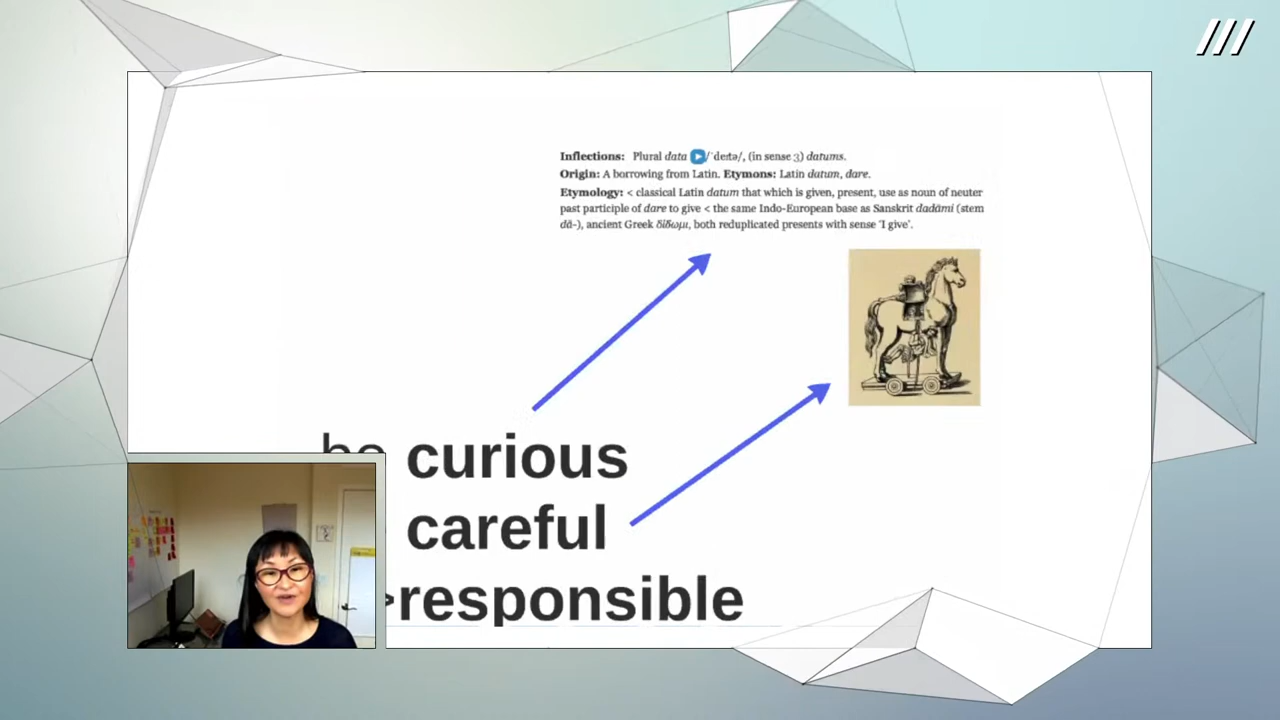 Inflections: Plural data /ˈdeɪtə/, (in sense 3) datums.
Origin: A borrowing from Latin. Etymons: Latin datum, dare.
Etymology: < classical Latin datum that which is given, present, use as noun of neuter
past participle of dare to give < the same Indo-European base as Sanskrit dadāmi (stem
dā-), ancient Greek δίδωμι, both reduplicated presents with sense 'I give'.
be curious
careful
>responsible